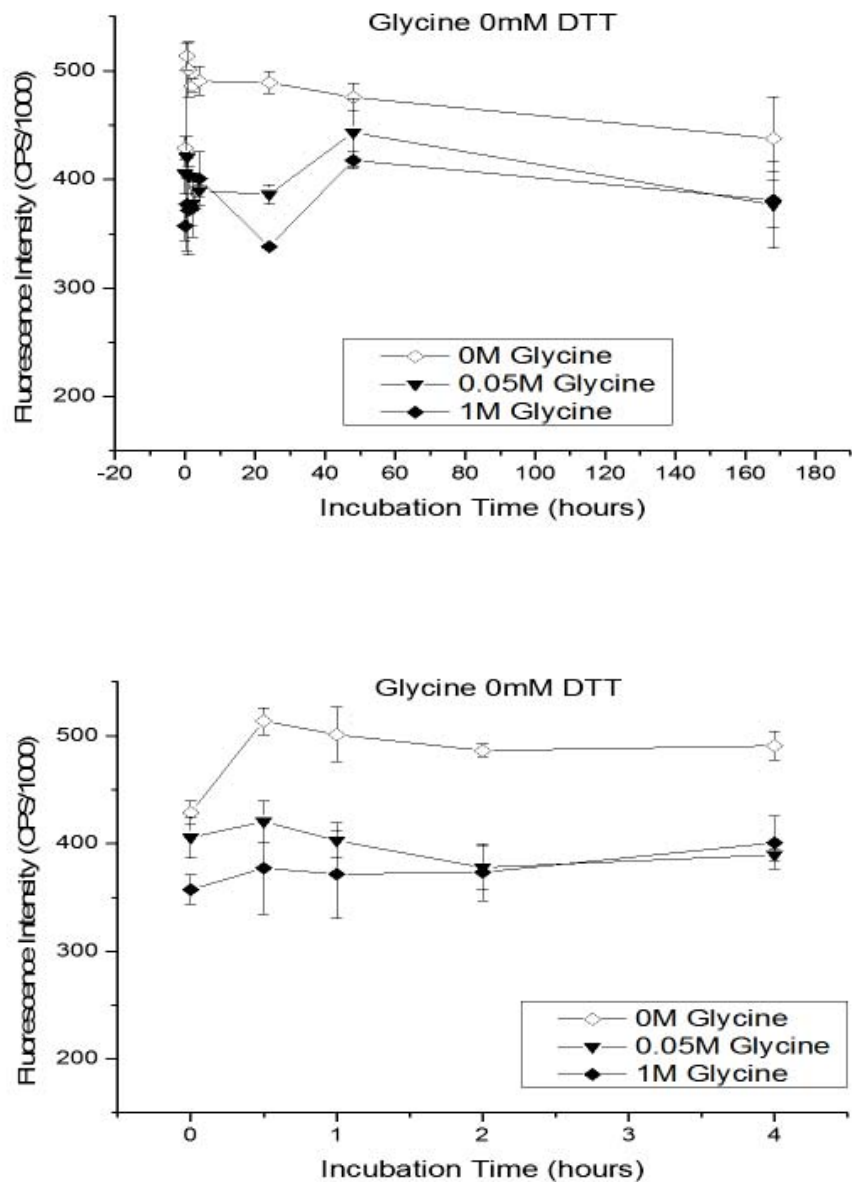 Glycine 0mM DTT
500
400
300
200
Fluorescence Intensity (CPS/1000)
0M Glycine
0.05M Glycine
1M Glycine
-20 0 20 40 60 80 100 120 140 160 180
Incubation Time (hours)
Glycine 0mM DTT
500
400
300
200
Fluorescence Intensity (CPS/1000)
0M Glycine
0.05M Glycine
1M Glycine
0 1 2 3 4
Incubation Time (hours)